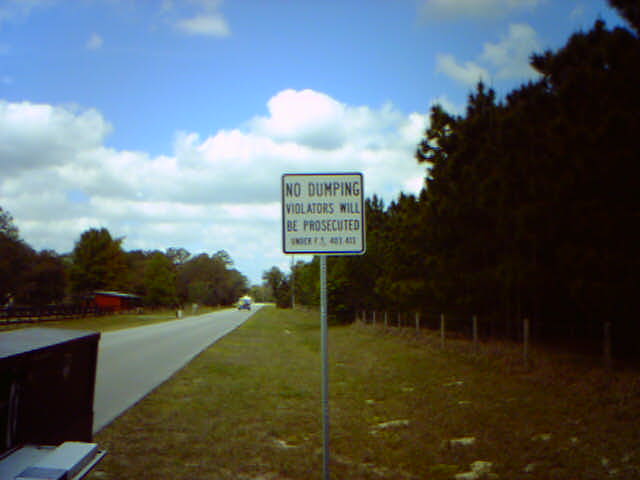 NO DUMPING
VIOLATORS WILL
BE PROSECUTED
UNDER F.S. 403.413